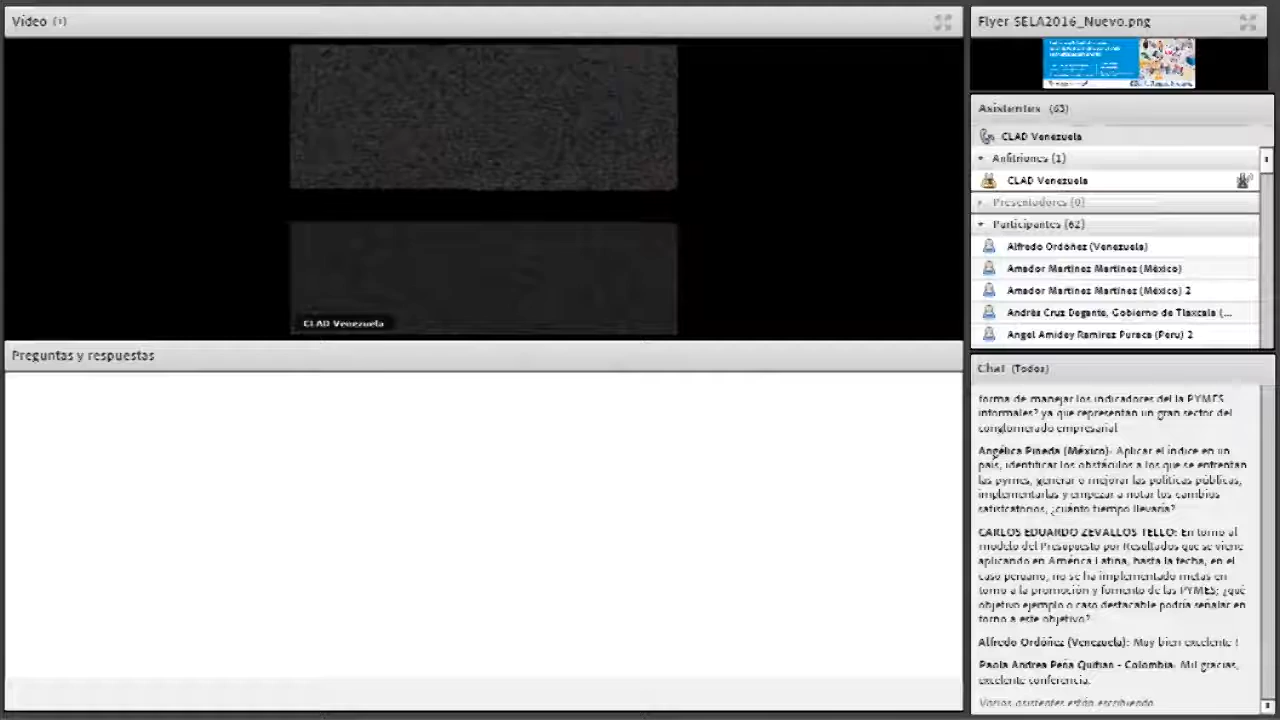 Video (1)
CLAD Venezuela
Preguntas y respuestas
Flyer SELA2016_Nuevo.png
Asistentes (63)
CLAD Venezuela
Anfitriones (1)
CLAD Venezuela
Presentadores (0)
Participantes (62)
Alfredo Ordóñez (Venezuela)
Amador Martínez Martínez (México)
Amador Martínez Martínez (México) 2
Andrés Cruz Degante, Gobierno de Tlaxcala (...
Angel Amidey Ramirez Puraca (Peru) 2
Chat (Todos)
forma de manejar los indicadores del la PYMES
informales? ya que representan un gran sector del
conglomerado empresarial
Angélica Pineda (México): Aplicar el índice en un
país, identificar los obstáculos a los que se enfrentan
las pymes, generar o mejorar las políticas públicas,
implementarlas y empezar a notar los cambios
satisfcatorios, ¿cuánto tiempo llevaría?
CARLOS EDUARDO ZEVALLOS TELLO: En torno al
modelo del Presupuesto por Resultados que se viene
aplicando en América Latina, hasta la fecha, en el
caso peruano, no se ha implementado metas en
torno a la promoción y fomento de las PYMES; ¿qué
objetivo ejemplo o caso destacable podría señalar en
torno a este objetivo?
Alfredo Ordóñez (Venezuela): Muy bien excelente !
Paola Andrea Peña Quitian - Colombia: Mil gracias,
excelente conferencia.
Varios asistentes están escribiendo